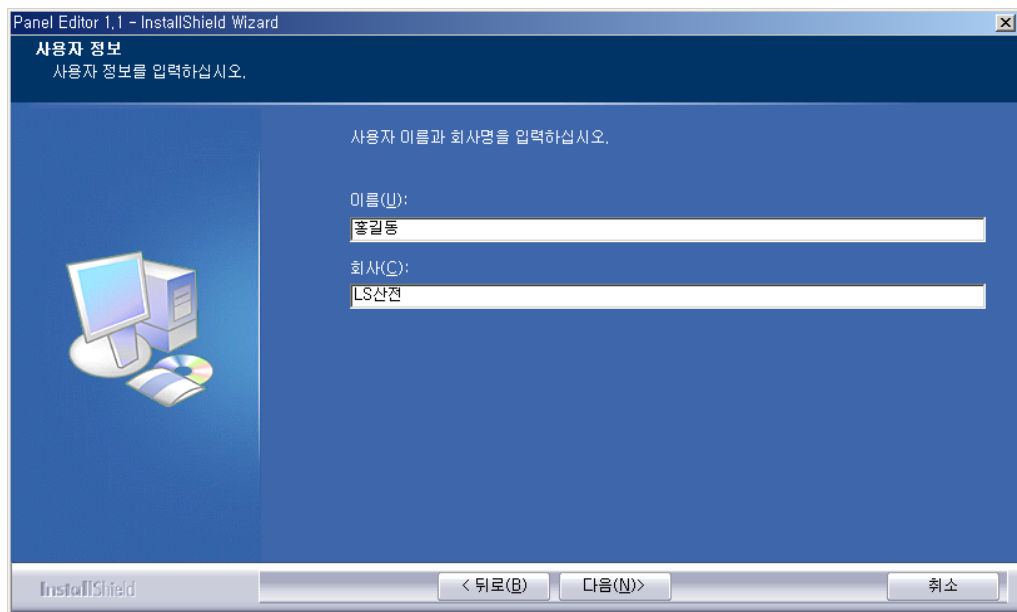 Panel Editor 1,1 - InstallShield Wizard
사용자 정보
사용자 정보를 입력하십시오.
사용자 이름과 회사명을 입력하십시오.
이름(U):
홍길동
회사(C):
LS산전
InstallShield
< 뒤로(B)
다음(N)>
취소